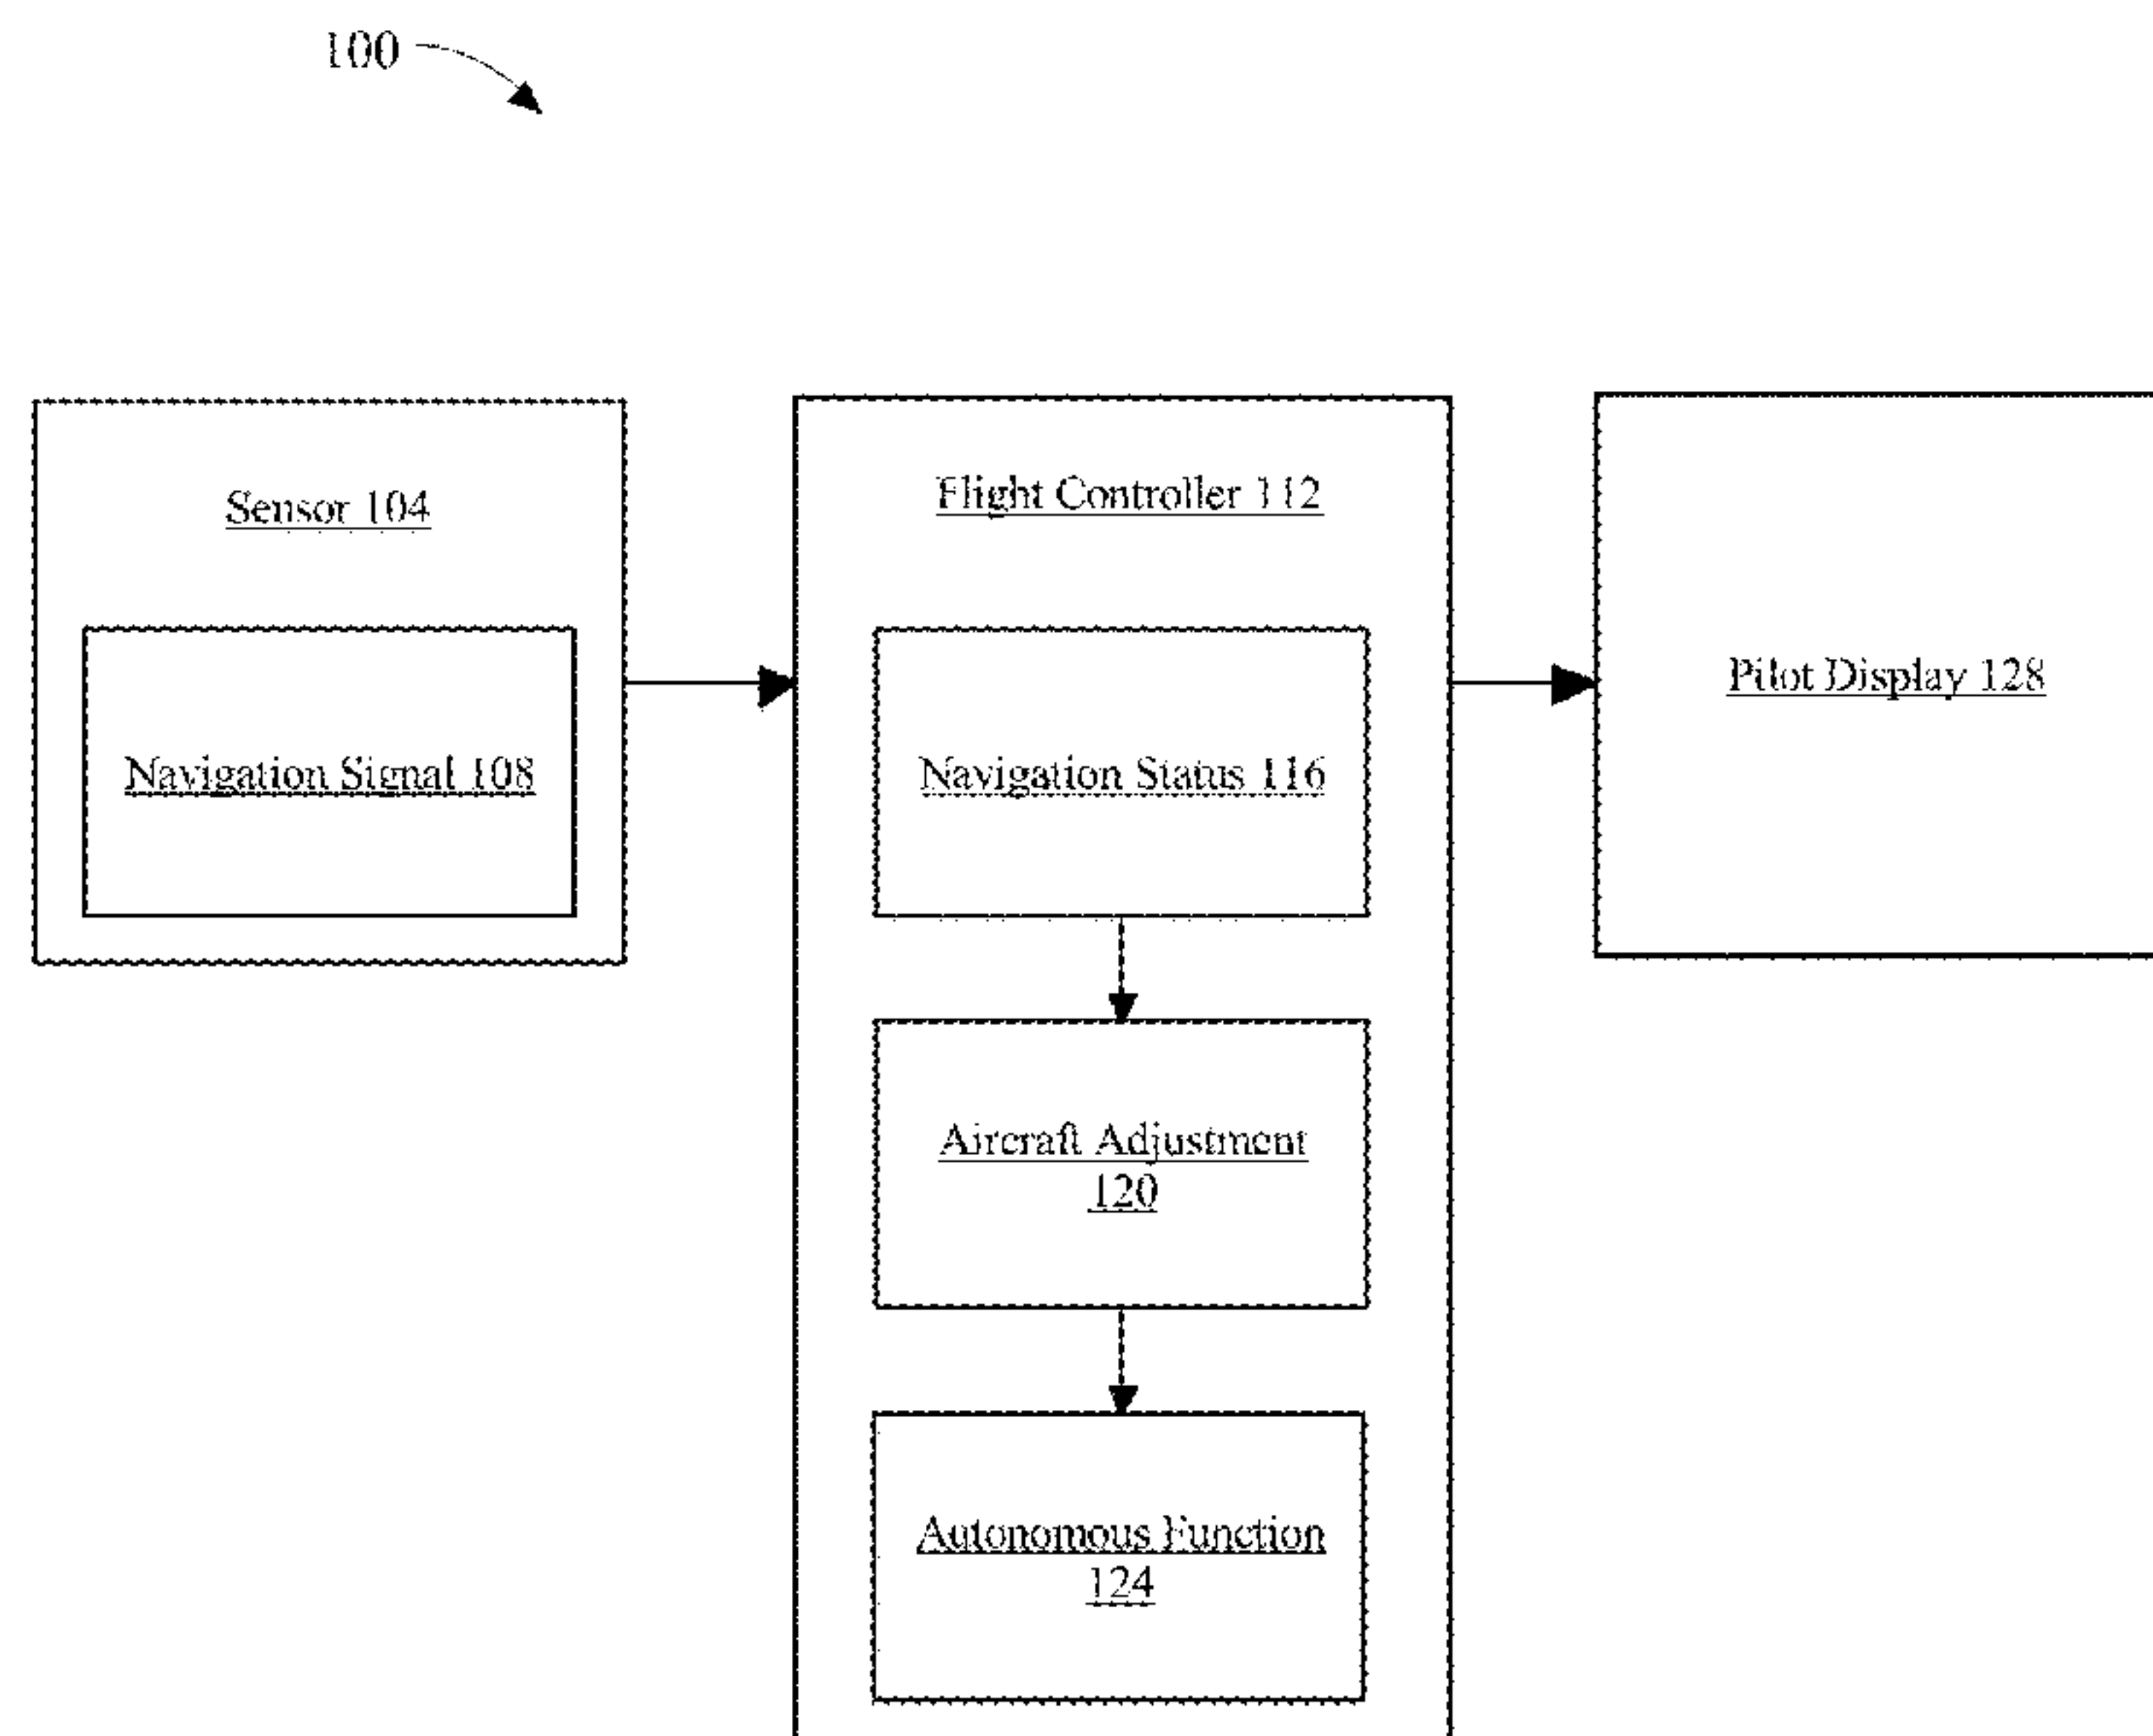 100
Sensor 104
Navigation Signal 108
Flight Controller 112
Navigation Status 116
Aircraft Adjustment
120
Autonomous Function
124
Pilot Display 128